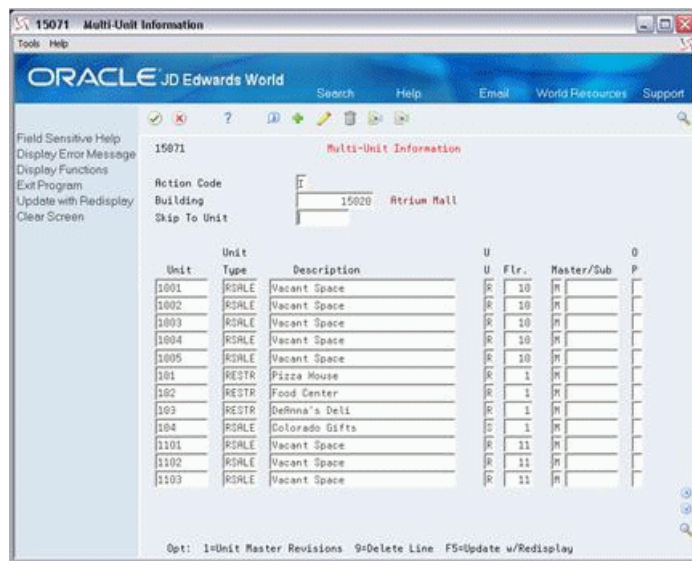 15071 Multi-Unit Information
Tools Help
ORACLE JD Edwards World
Search Help Email World Resources Support
Field Sensitive Help
Display Error Message
Display Functions
Exit Program
Update with Redisplay
Clear Screen
15071 Multi-Unit Information
Action Code I
Building 15020 Atrium Mall
Skip To Unit
Unit U O
Unit Type Description U Flr. Master/Sub P
1001 RSALE Vacant Space R 10 M
1002 RSALE Vacant Space R 10 M
1003 RSALE Vacant Space R 10 M
1004 RSALE Vacant Space R 10 M
1005 RSALE Vacant Space R 10 M
101 RESTR Pizza House R 1 M
102 RESTR Food Center R 1 M
103 RESTR DeAnna's Deli R 1 M
104 RSALE Colorado Gifts S 1 M
1101 RSALE Vacant Space R 11 M
1102 RSALE Vacant Space R 11 M
1103 RSALE Vacant Space R 11 M
Opt: 1=Unit Master Revisions 9=Delete Line F5=Update w/Redisplay